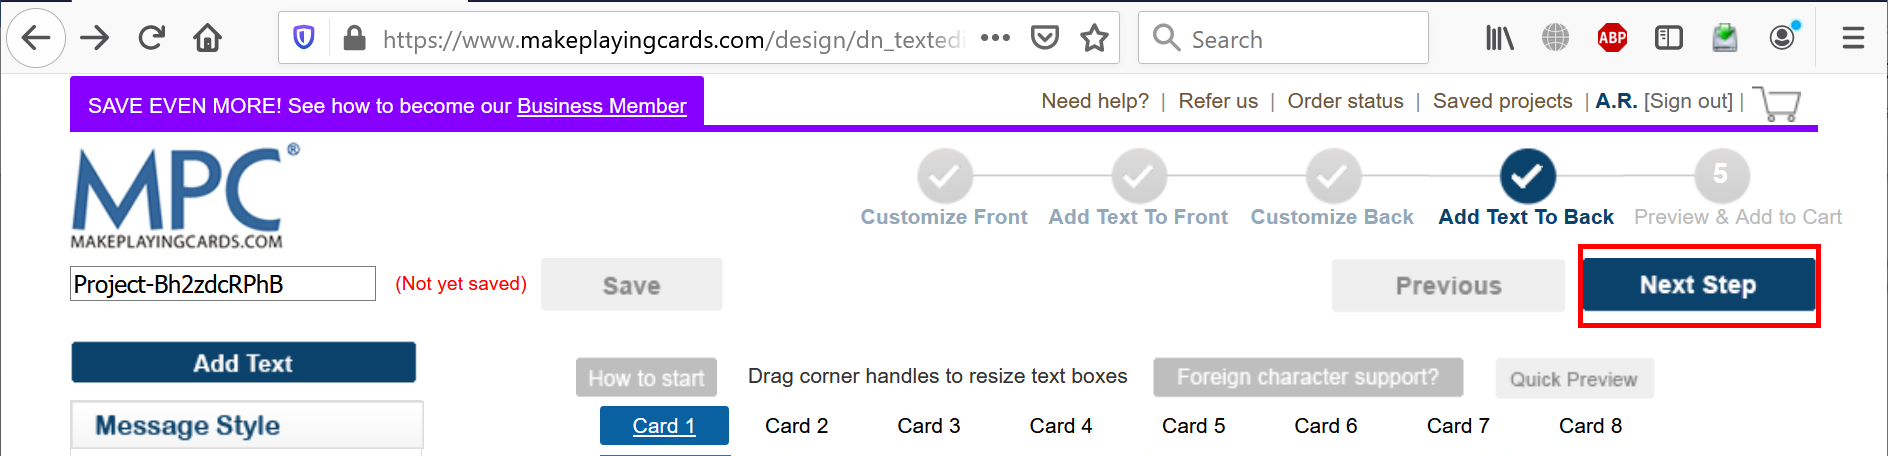 https://www.makeplayingcards.com/design/dn_textedi
Search
ABP
SAVE EVEN MORE! See how to become our Business Member
Need help? | Refer us | Order status | Saved projects | A.R. [Sign out] |
MPC®
MAKEPLAYINGCARDS.COM
5
Customize Front Add Text To Front Customize Back Add Text To Back Preview & Add to Cart
Project-Bh2zdcRPhB (Not yet saved) Save Previous Next Step
Add Text
How to start Drag corner handles to resize text boxes Foreign character support? Quick Preview
Message Style
Card 1 Card 2 Card 3 Card 4 Card 5 Card 6 Card 7 Card 8